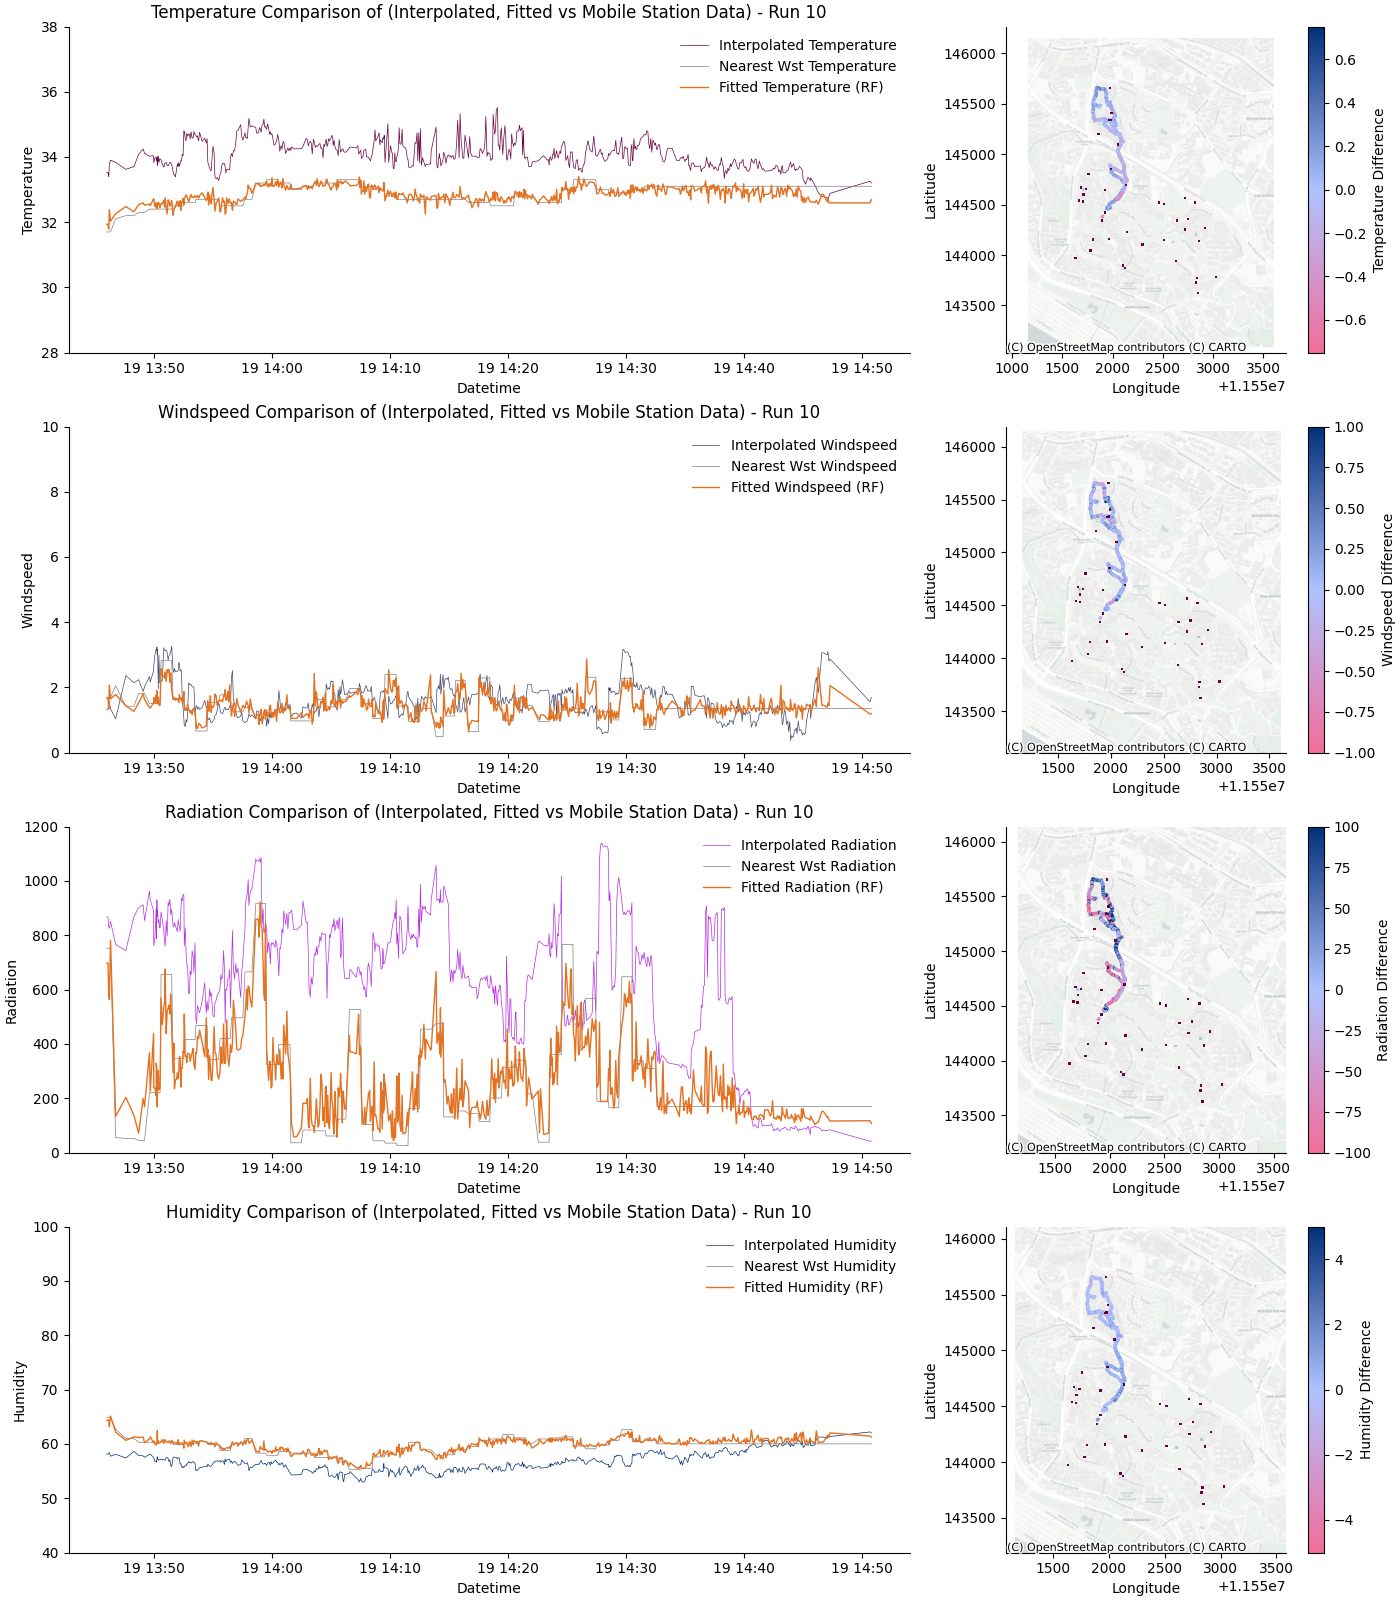 Temperature Comparison of (Interpolated, Fitted vs Mobile Station Data) - Run 10
38
36
34
32
30
28
Temperature
Interpolated Temperature
Nearest Wst Temperature
Fitted Temperature (RF)
19 13:50
19 14:00
19 14:10
19 14:20
19 14:30
19 14:40
19 14:50
Datetime
146000
145500
145000
144500
144000
143500
Latitude
(C) OpenStreetMap contributors (C) CARTO
1000
1500
2000
2500
3000
3500
Longitude
+1.155e7
0.6
0.4
0.2
0.0
−0.2
−0.4
−0.6
Temperature Difference
Windspeed Comparison of (Interpolated, Fitted vs Mobile Station Data) - Run 10
10
8
6
4
2
0
Windspeed
Interpolated Windspeed
Nearest Wst Windspeed
Fitted Windspeed (RF)
19 13:50
19 14:00
19 14:10
19 14:20
19 14:30
19 14:40
19 14:50
Datetime
146000
145500
145000
144500
144000
143500
Latitude
(C) OpenStreetMap contributors (C) CARTO
1500
2000
2500
3000
3500
Longitude
+1.155e7
1.00
0.75
0.50
0.25
0.00
−0.25
−0.50
−0.75
−1.00
Windspeed Difference
Radiation Comparison of (Interpolated, Fitted vs Mobile Station Data) - Run 10
1200
1000
800
600
400
200
0
Radiation
Interpolated Radiation
Nearest Wst Radiation
Fitted Radiation (RF)
19 13:50
19 14:00
19 14:10
19 14:20
19 14:30
19 14:40
19 14:50
Datetime
146000
145500
145000
144500
144000
143500
Latitude
(C) OpenStreetMap contributors (C) CARTO
1500
2000
2500
3000
3500
Longitude
+1.155e7
100
75
50
25
0
−25
−50
−75
−100
Radiation Difference
Humidity Comparison of (Interpolated, Fitted vs Mobile Station Data) - Run 10
100
90
80
70
60
50
40
Humidity
Interpolated Humidity
Nearest Wst Humidity
Fitted Humidity (RF)
19 13:50
19 14:00
19 14:10
19 14:20
19 14:30
19 14:40
19 14:50
Datetime
146000
145500
145000
144500
144000
143500
Latitude
(C) OpenStreetMap contributors (C) CARTO
1500
2000
2500
3000
3500
Longitude
+1.155e7
4
2
0
−2
−4
Humidity Difference